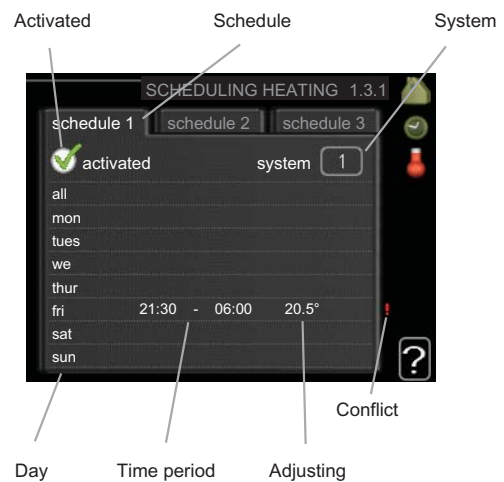 Activated Schedule System
SCHEDULING HEATING 1.3.1
schedule 1 schedule 2 schedule 3
activated system 1
all
mon
tues
we
thur
fri 21:30 - 06:00 20.5° !
sat
sun
?
Conflict
Day Time period Adjusting